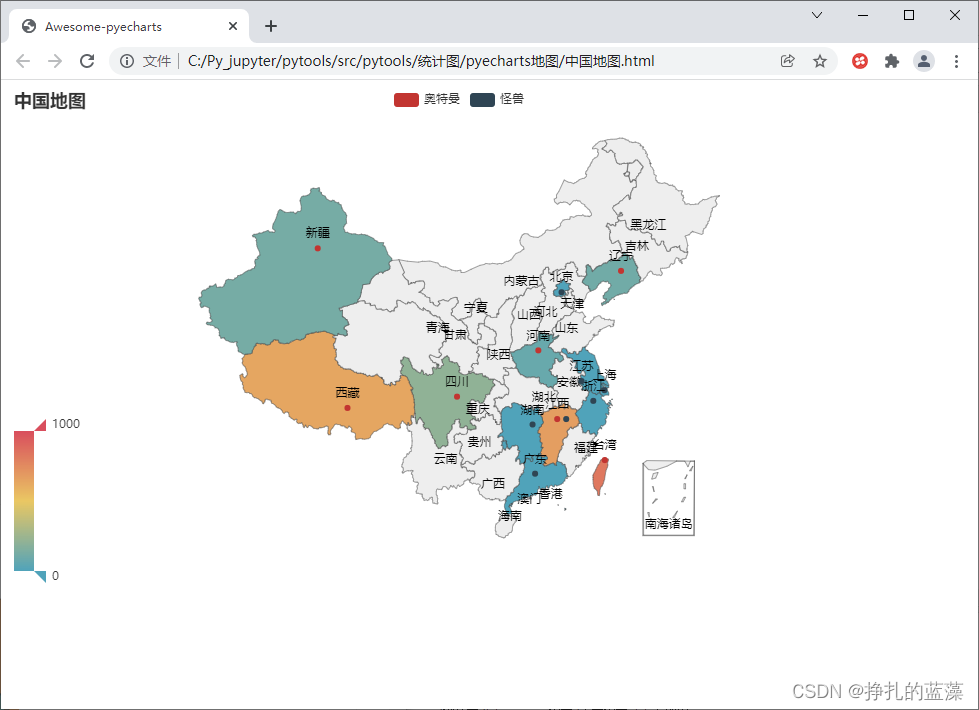 Awesome-pyecharts
文件 C:/Py_jupyter/pytools/src/pytools/统计图/pyecharts地图/中国地图.html
中国地图
奥特曼 怪兽
黑龙江
新疆
吉林
辽宁
内蒙古 北京
天津
宁夏
山西 河北
青海 山东
甘肃 河南
陕西
江苏
上海
西藏 四川 安徽 浙江
湖北
重庆 湖南 江西
1000
贵州 福建 台湾
云南 广东
广西
澳门 香港
海南
南海诸岛
0
CSDN @挣扎的蓝藻